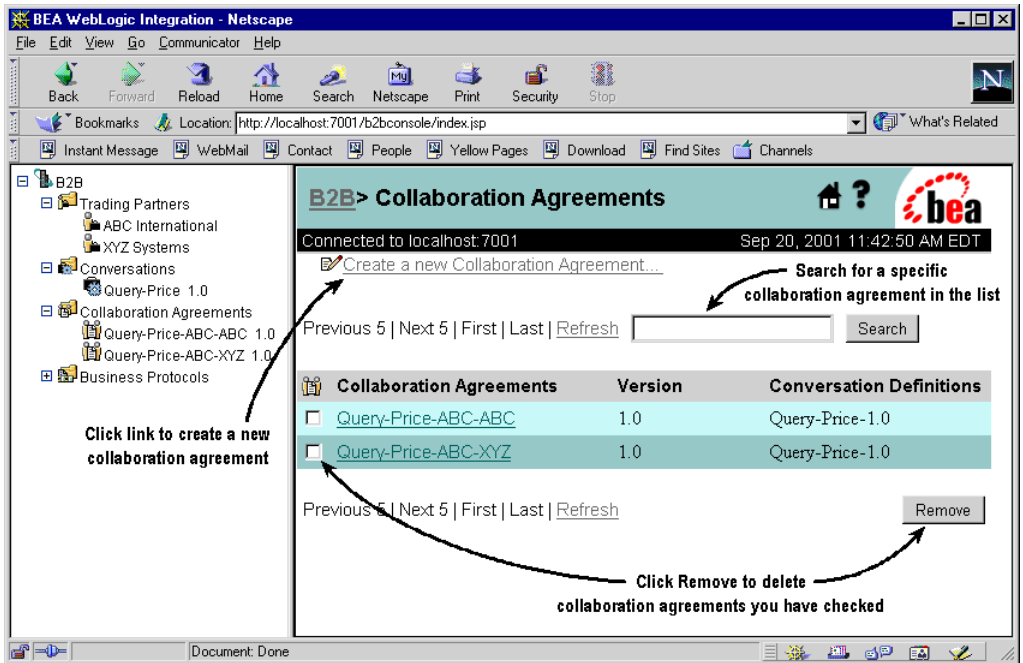 BEA WebLogic Integration - Netscape
File Edit View Go Communicator Help
Back Forward Reload Home Search Netscape Print Security Stop
My
N
Bookmarks Location: http://localhost:7001/b2bconsole/index.jsp What's Related
Instant Message WebMail Contact People Yellow Pages Download Find Sites Channels
B2B
Trading Partners
ABC International
XYZ Systems
Conversations
Query-Price 1.0
Collaboration Agreements
Query-Price-ABC-ABC 1.0
Query-Price-ABC-XYZ 1.0
Business Protocols
Click link to create a new
collaboration agreement
B2B> Collaboration Agreements
?
bea
Connected to localhost:7001 Sep 20, 2001 11:42:50 AM EDT
Create a new Collaboration Agreement...
Search for a specific
collaboration agreement in the list
Previous 5 | Next 5 | First | Last | Refresh Search
Collaboration Agreements Version Conversation Definitions
Query-Price-ABC-ABC 1.0 Query-Price-1.0
Query-Price-ABC-XYZ 1.0 Query-Price-1.0
Previous 5 | Next 5 | First | Last | Refresh Remove
Click Remove to delete
collaboration agreements you have checked
Document: Done